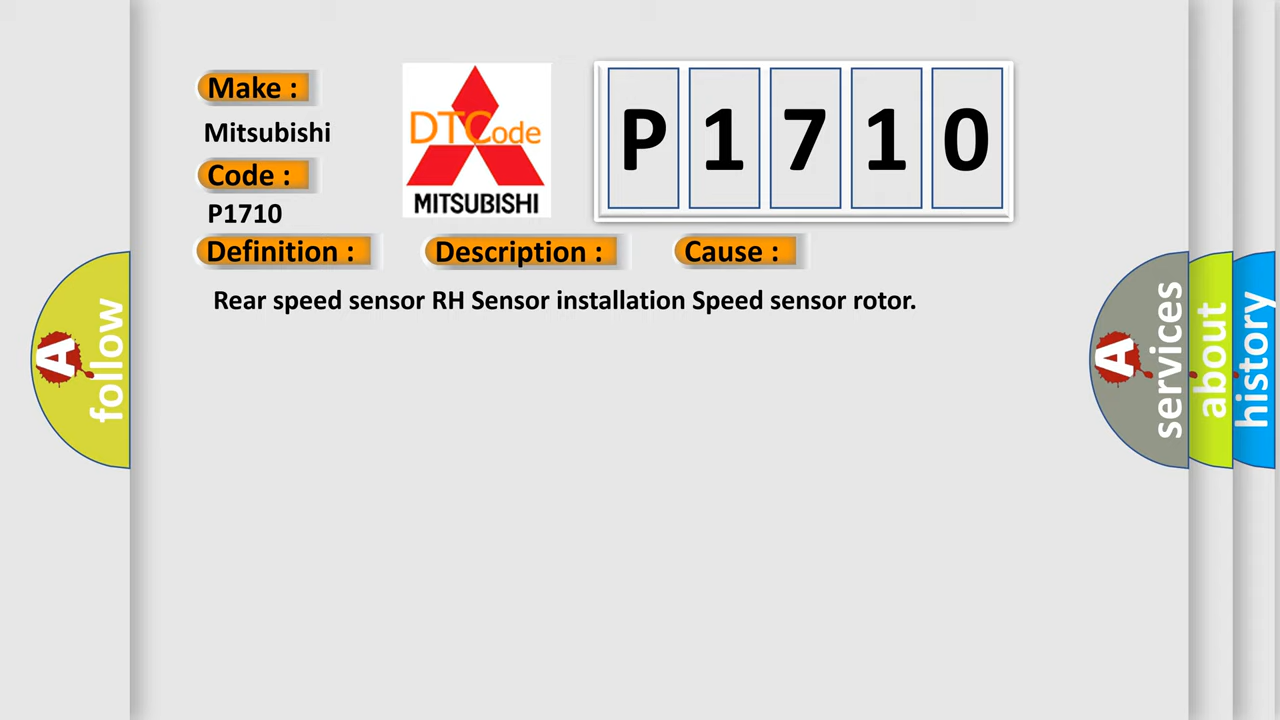 Make :
Mitsubishi
Code :
P1710
DTCode
MITSUBISHI
P 1 7 1 0
Definition :
Description :
Cause :
Rear speed sensor RH Sensor installation Speed sensor rotor.
A
follow
A
services
about
history